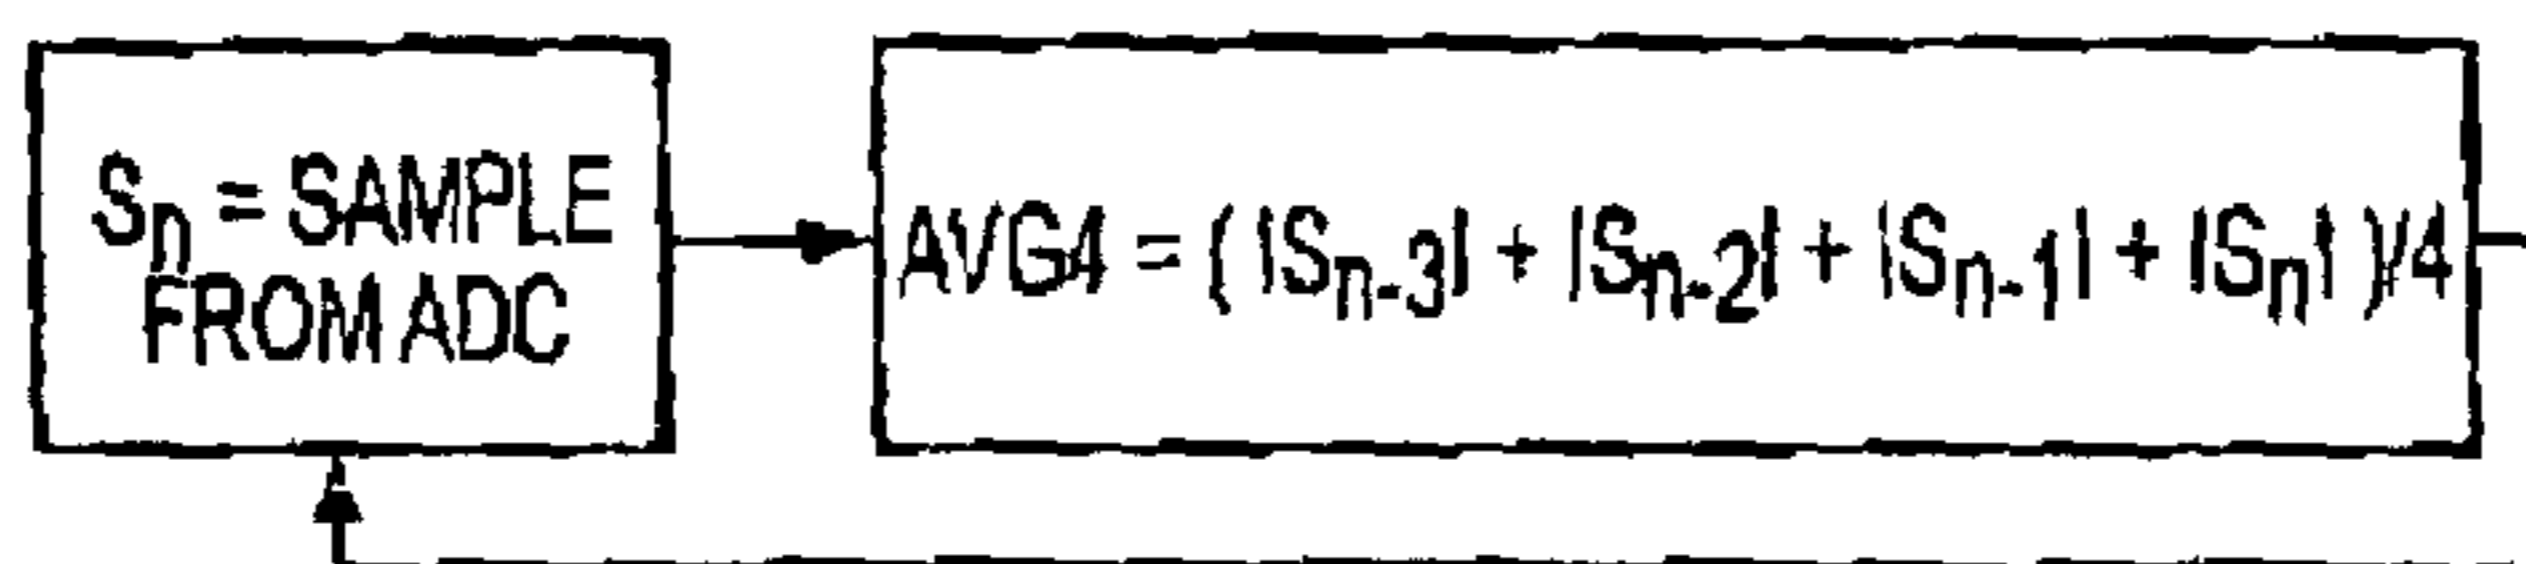 Sn = SAMPLE
FROM ADC
AVG4 = ( |Sn-3| + |Sn-2| + |Sn-1| + |Sn| )/4